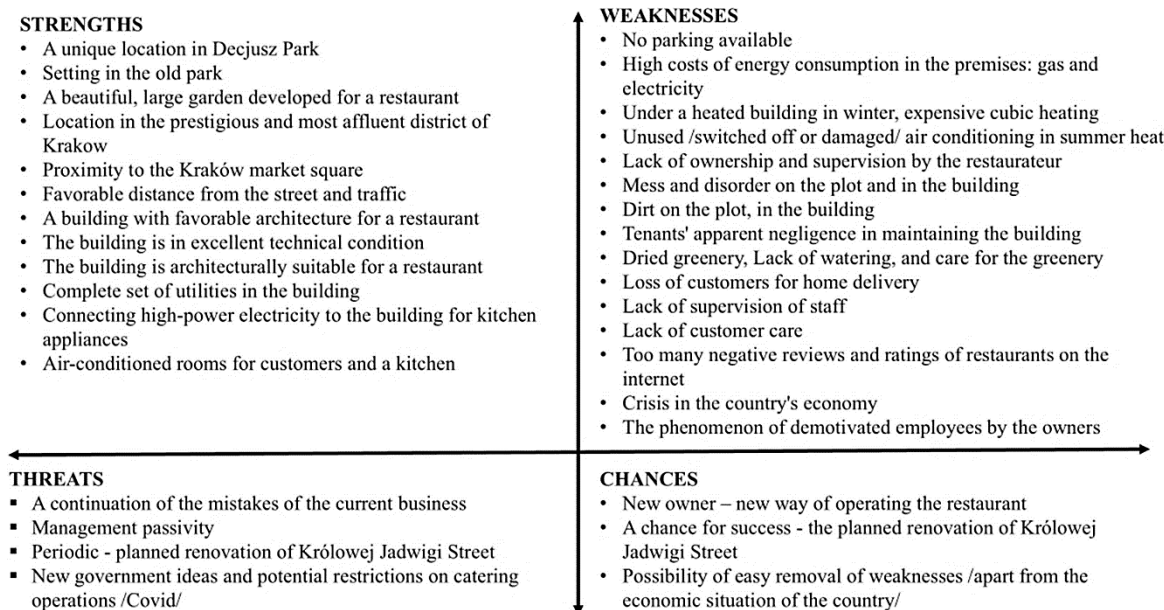 STRENGTHS
• A unique location in Decjusz Park
• Setting in the old park
• A beautiful, large garden developed for a restaurant
• Location in the prestigious and most affluent district of
Krakow
• Proximity to the Kraków market square
• Favorable distance from the street and traffic
• A building with favorable architecture for a restaurant
• The building is in excellent technical condition
• The building is architecturally suitable for a restaurant
• Complete set of utilities in the building
• Connecting high-power electricity to the building for kitchen
appliances
• Air-conditioned rooms for customers and a kitchen
WEAKNESSES
• No parking available
• High costs of energy consumption in the premises: gas and
electricity
• Under a heated building in winter, expensive cubic heating
• Unused /switched off or damaged/ air conditioning in summer heat
• Lack of ownership and supervision by the restaurateur
• Mess and disorder on the plot and in the building
• Dirt on the plot, in the building
• Tenants' apparent negligence in maintaining the building
• Dried greenery, Lack of watering, and care for the greenery
• Loss of customers for home delivery
• Lack of supervision of staff
• Lack of customer care
• Too many negative reviews and ratings of restaurants on the
internet
• Crisis in the country's economy
• The phenomenon of demotivated employees by the owners
THREATS
▪ A continuation of the mistakes of the current business
▪ Management passivity
▪ Periodic - planned renovation of Królowej Jadwigi Street
▪ New government ideas and potential restrictions on catering
operations /Covid/
CHANCES
• New owner – new way of operating the restaurant
• A chance for success - the planned renovation of Królowej
Jadwigi Street
• Possibility of easy removal of weaknesses /apart from the
economic situation of the country/